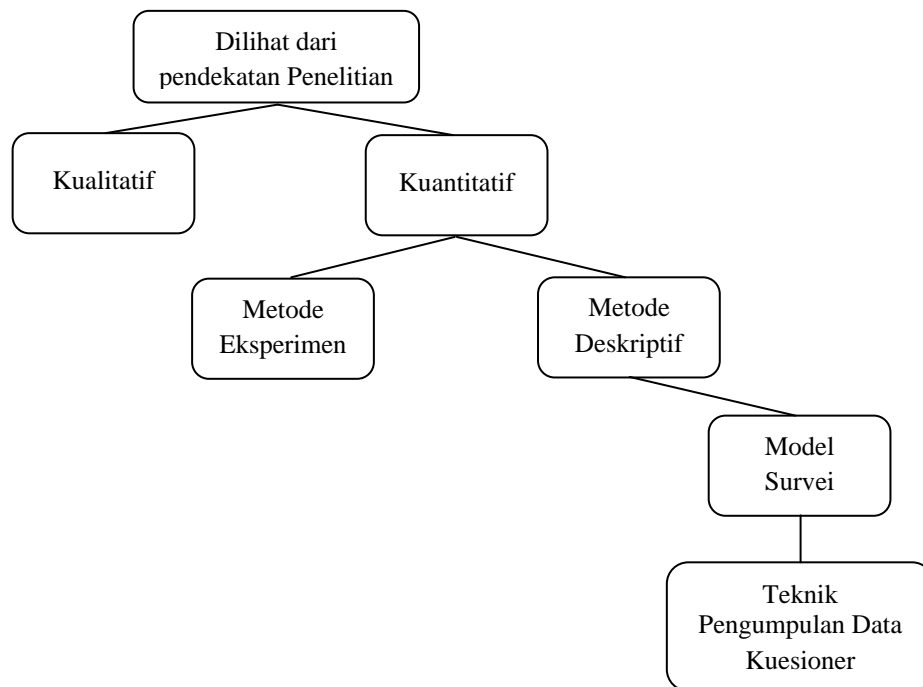 Dilihat dari
pendekatan Penelitian
Kualitatif
Kuantitatif
Metode
Eksperimen
Metode
Deskriptif
Model
Survei
Teknik
Pengumpulan Data
Kuesioner